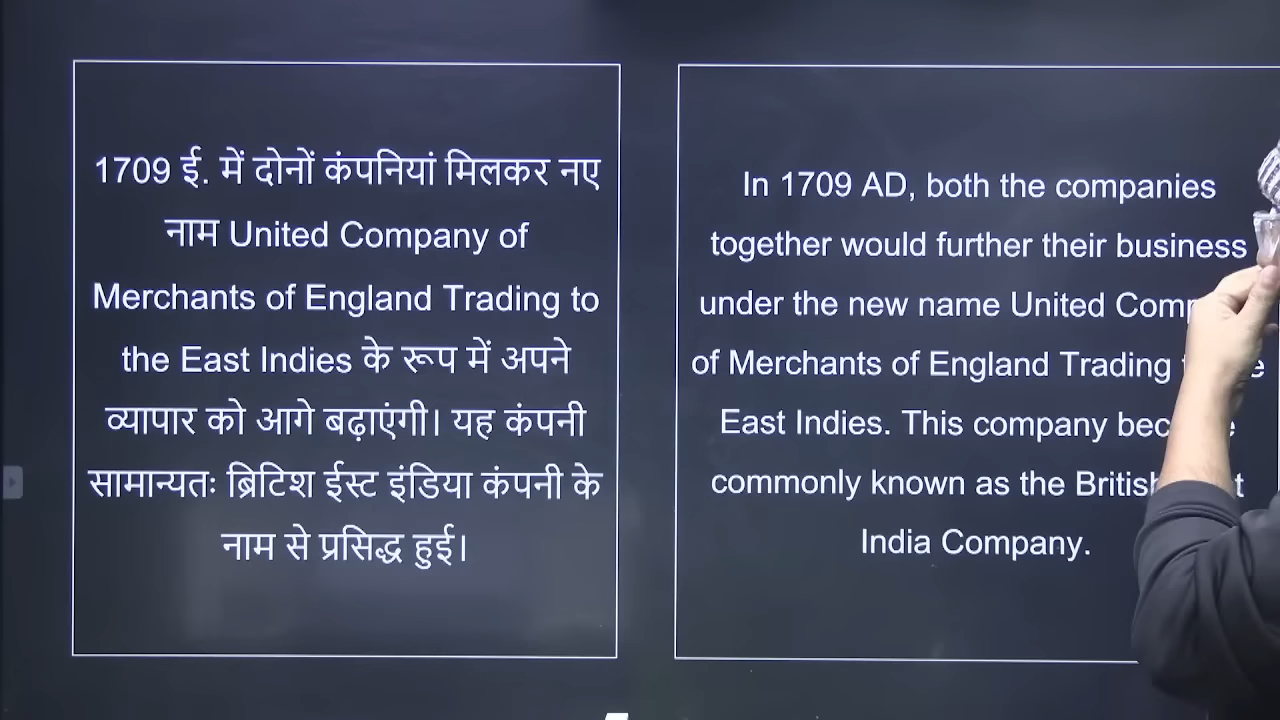 1709 ई. में दोनों कंपनियां मिलकर नए
नाम United Company of
Merchants of England Trading to
the East Indies के रूप में अपने
व्यापार को आगे बढ़ाएंगी। यह कंपनी
सामान्यतः ब्रिटिश ईस्ट इंडिया कंपनी के
नाम से प्रसिद्ध हुई।
In 1709 AD, both the companies
together would further their business
under the new name United
of Merchants of England Trading
East Indies. This company
commonly known as the British
India Company.